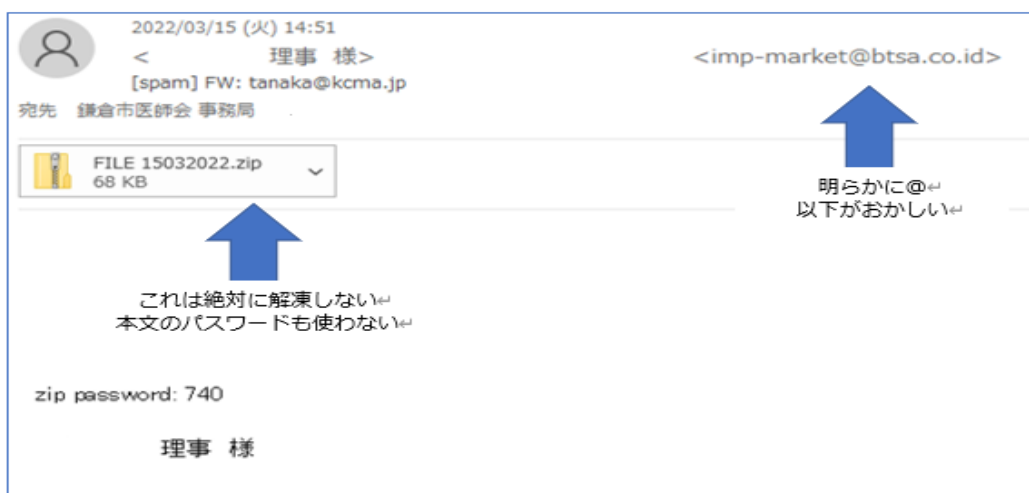 2022/03/15 (火) 14:51
< 理事 様> <imp-market@btsa.co.id>
[spam] FW: tanaka@kcma.jp
宛先 鎌倉市医師会 事務局
FILE 15032022.zip
68 KB
明らかに@↵
以下がおかしい↵
これは絶対に解凍しない↵
本文のパスワードも使わない↵
zip password: 740
理事 様